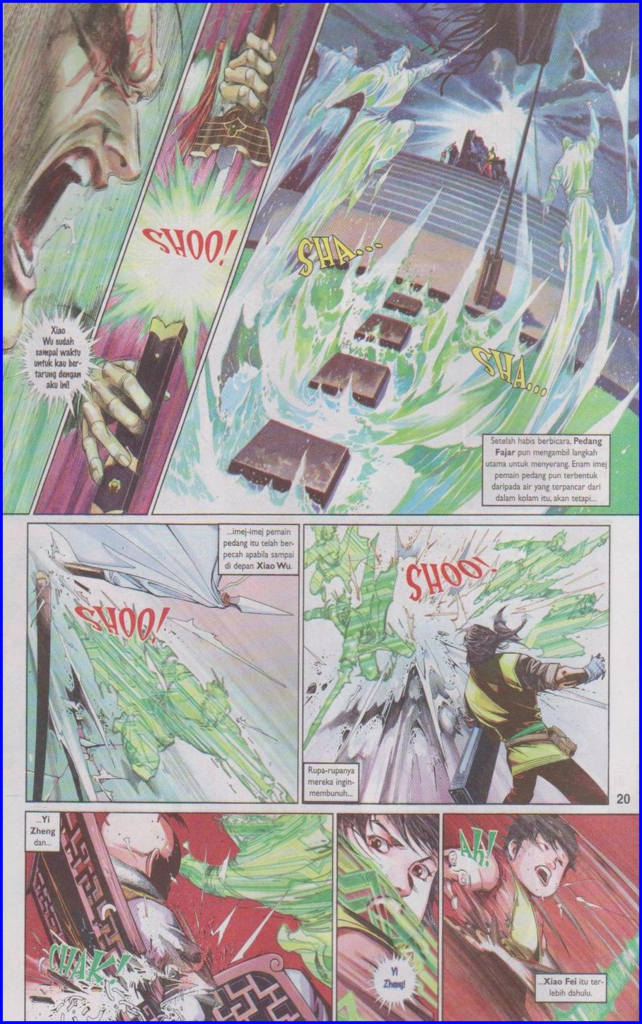 SHOO!
Xiao
Wu sudah
sampai waktu
untuk kau ber-
tarung dengan
aku ini!
SHA...
SHA...
Setelah habis berbicara, Pedang
Fajar pun mengambil langkah
utama untuk menyerang. Enam imej
pemain pedang pun terbentuk
daripada air yang terpancar dari
dalam kolam itu, akan tetapi...
...imej-imej pemain
pedang itu telah ber-
pecah apabila sampai
di depan Xiao Wu.
SHOO!
SHOO!
Rupa-rupanya
mereka ingin-
membunuh...
20
...Yi
Zheng
dan...
CHAK!
Yi
Zheng!
AH!
...Xiao Fei itu ter-
lebih dahulu.